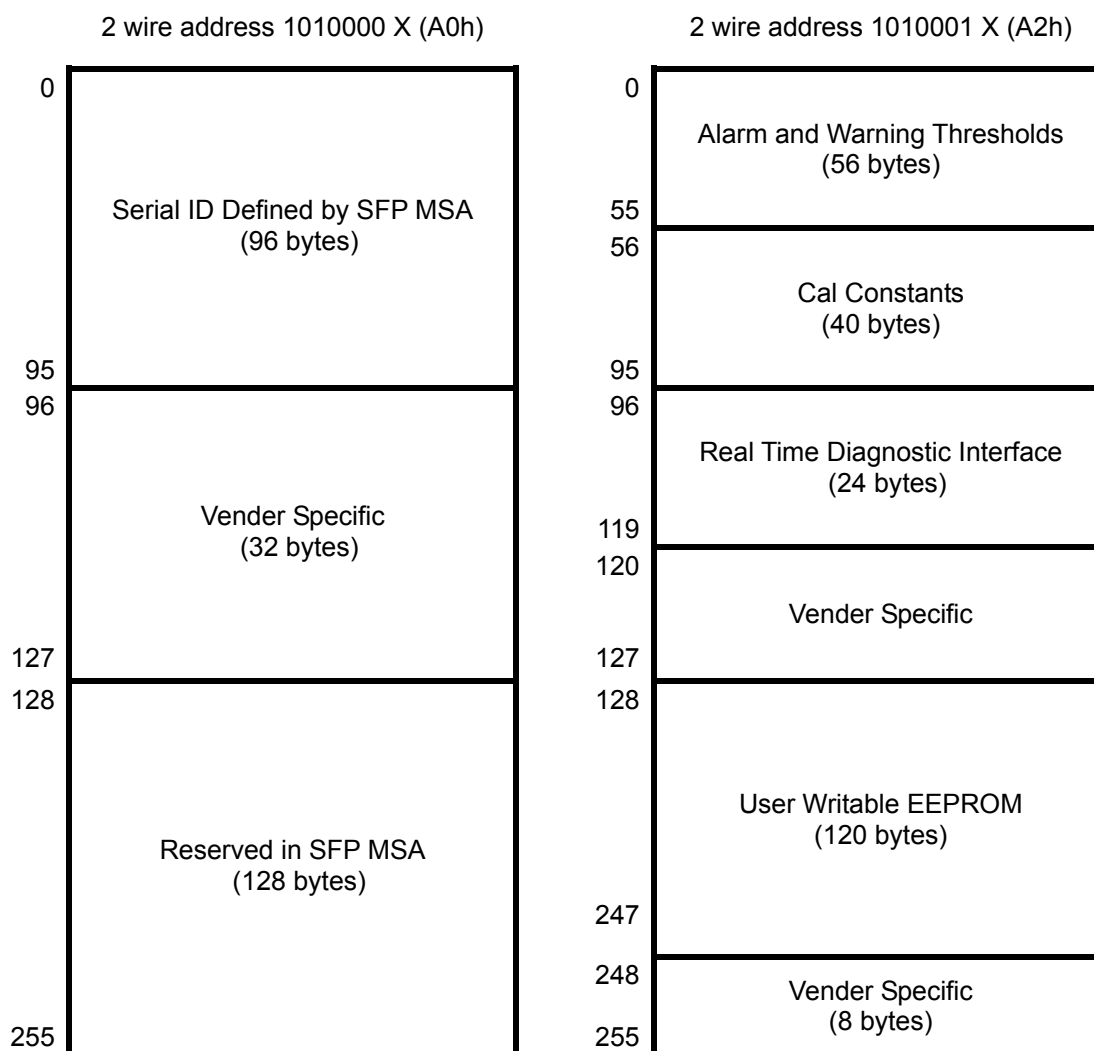 2 wire address 1010000 X (A0h)
0
Serial ID Defined by SFP MSA
(96 bytes)
95
96
Vender Specific
(32 bytes)
127
128
Reserved in SFP MSA
(128 bytes)
255
2 wire address 1010001 X (A2h)
0
Alarm and Warning Thresholds
(56 bytes)
55
56
Cal Constants
(40 bytes)
95
96
Real Time Diagnostic Interface
(24 bytes)
119
120
Vender Specific
127
128
User Writable EEPROM
(120 bytes)
247
248
Vender Specific
(8 bytes)
255